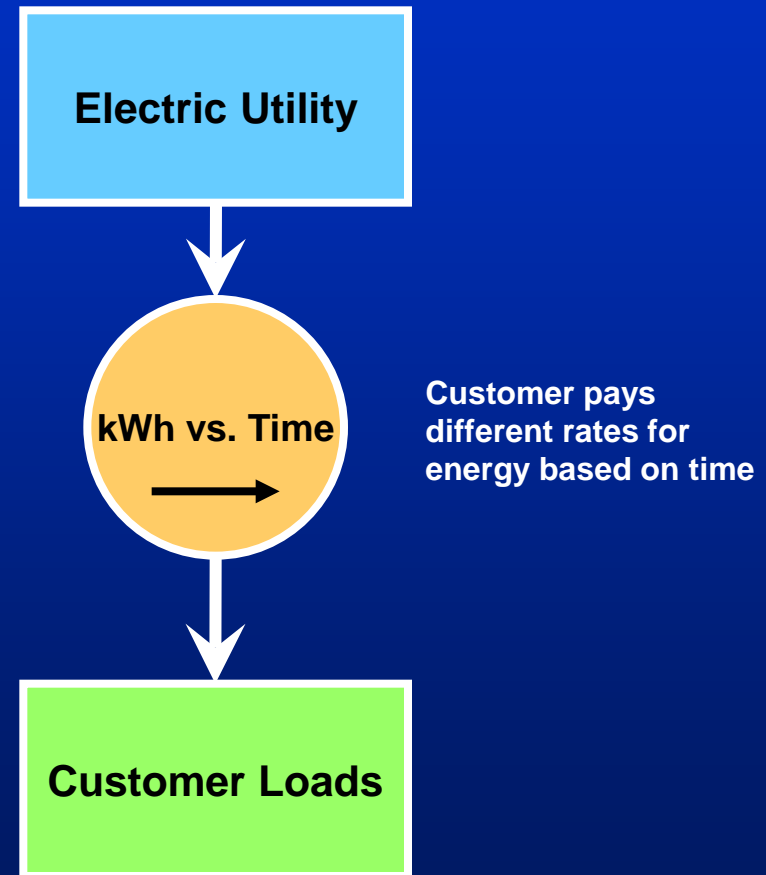 Electric Utility
kWh vs. Time
Customer pays
different rates for
energy based on time
Customer Loads